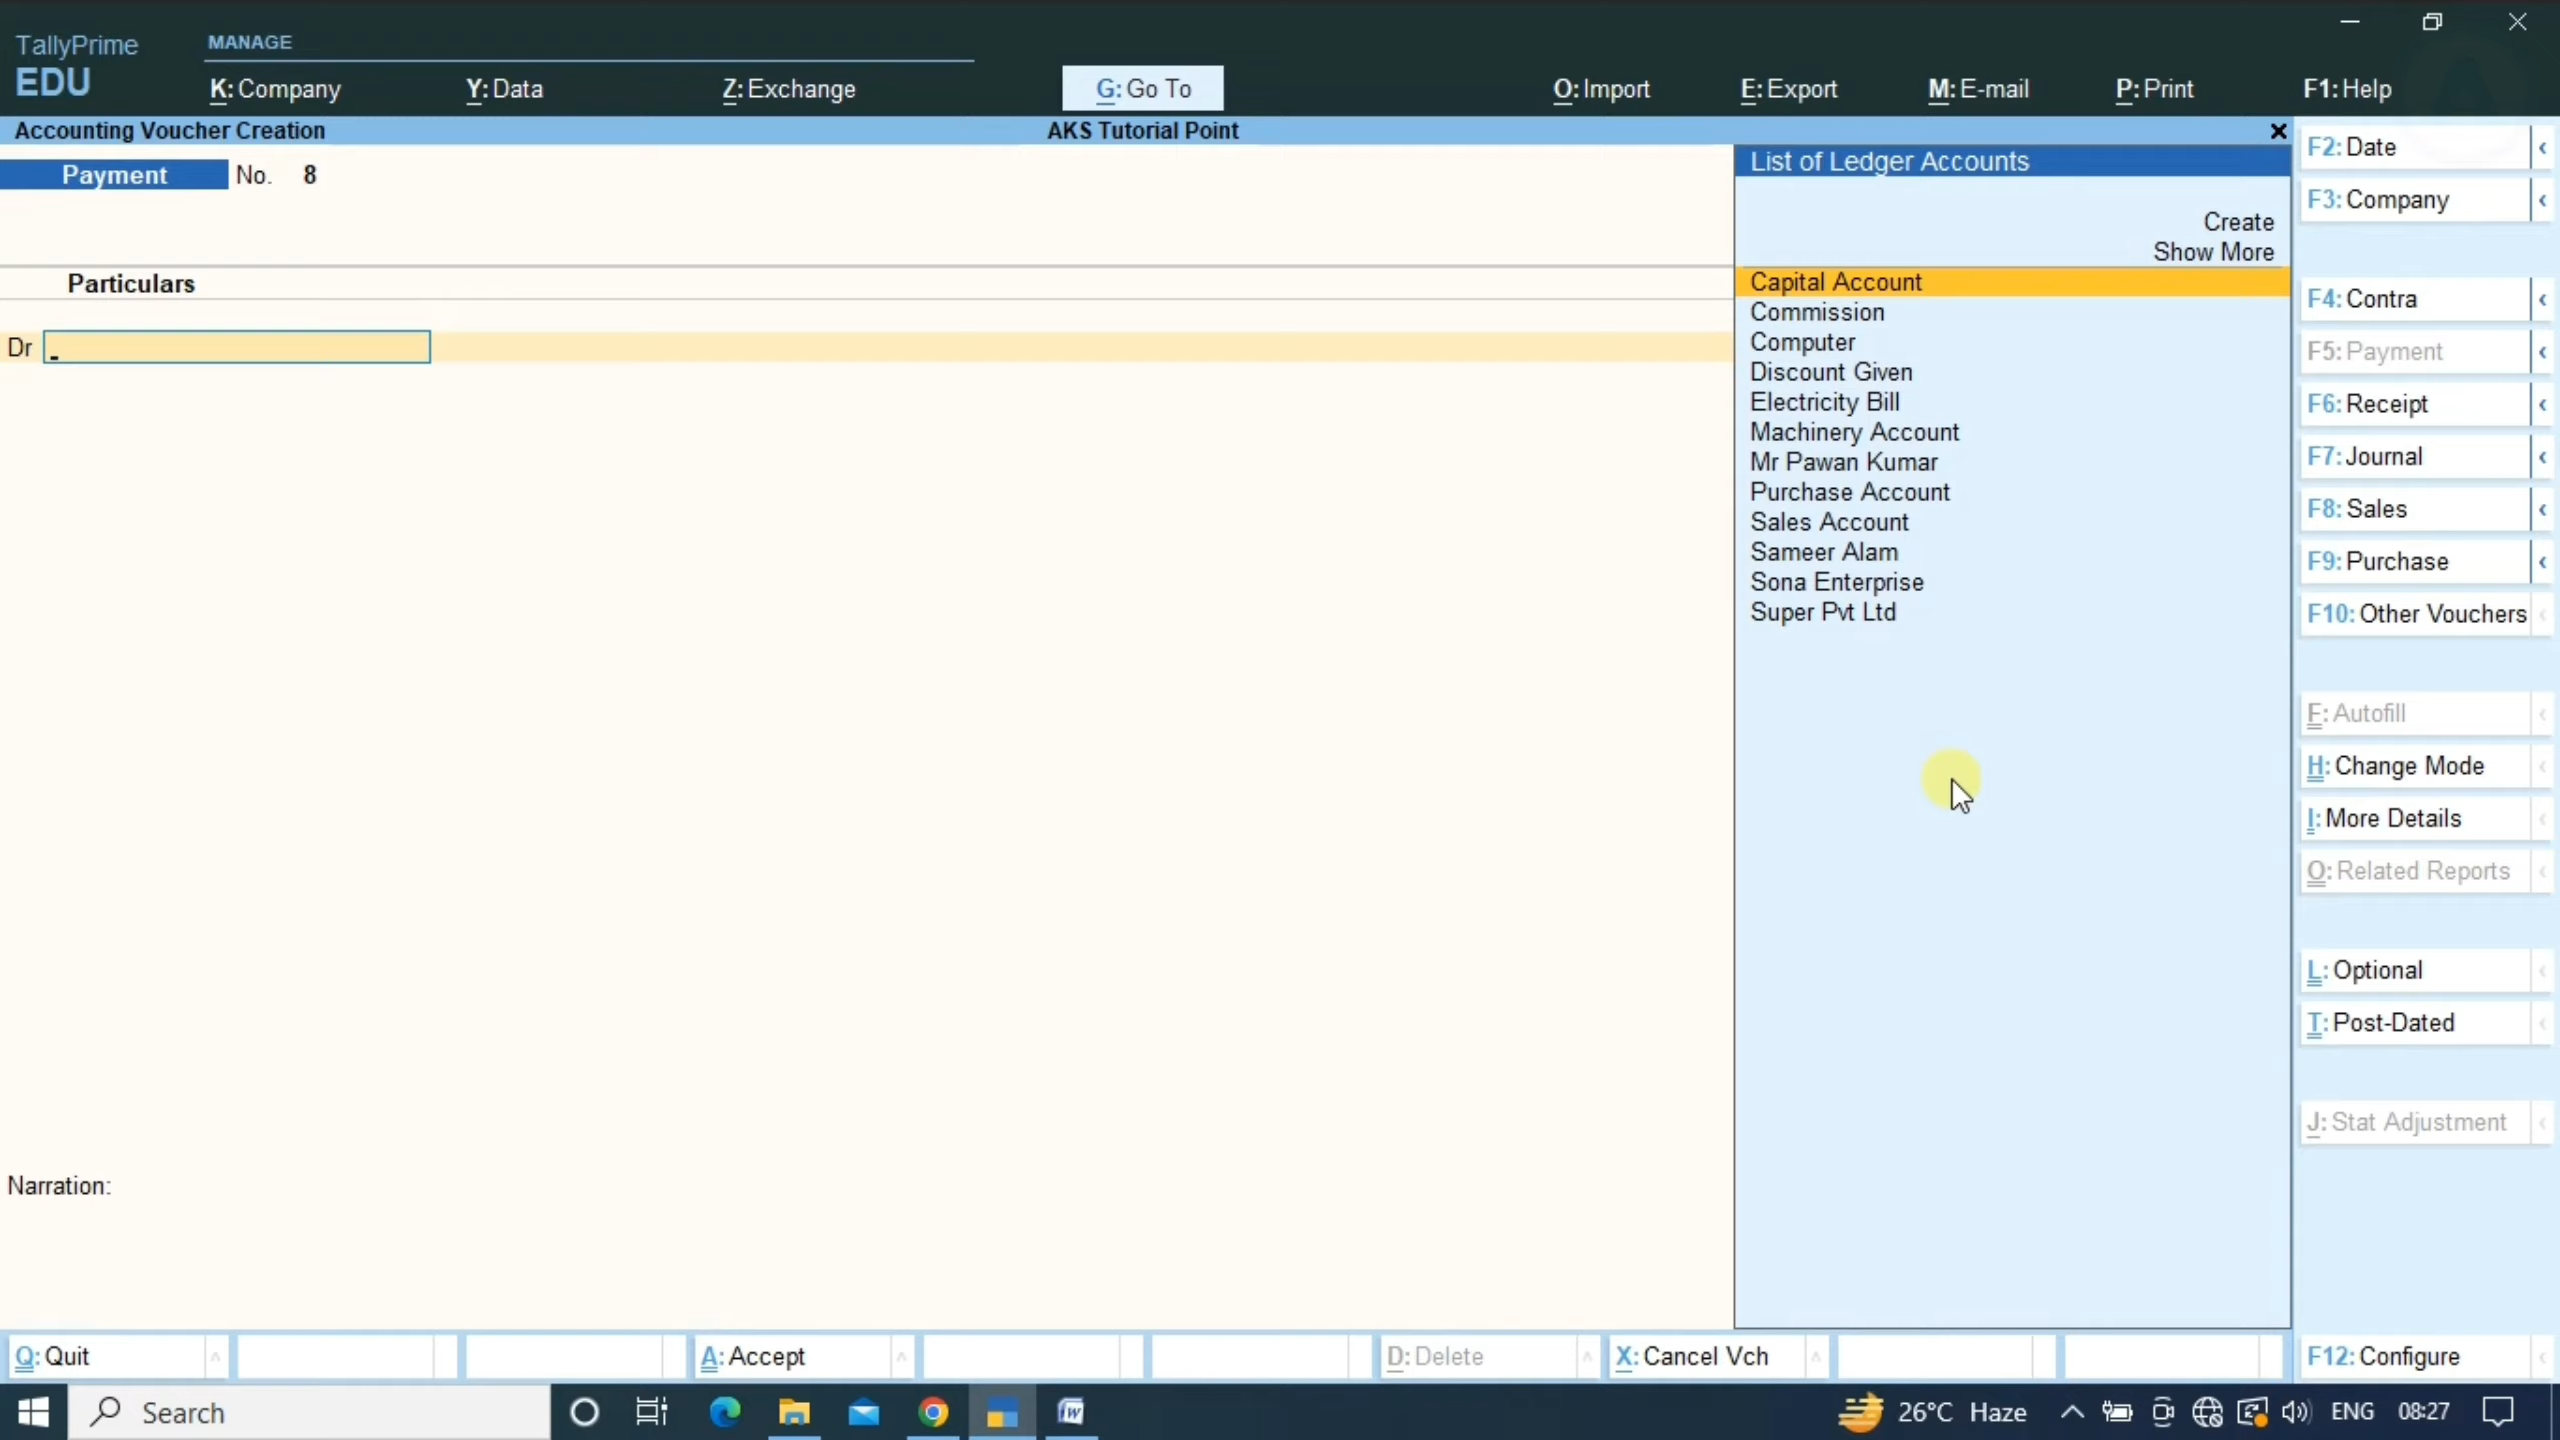 TallyPrime
EDU
MANAGE
K: Company
Y: Data
Z: Exchange
G: Go To
O: Import
E: Export
M: E-mail
P: Print
F1: Help
Accounting Voucher Creation
AKS Tutorial Point
Payment No. 8
Particulars
Dr
Narration:
List of Ledger Accounts
Create
Show More
Capital Account
Commission
Computer
Discount Given
Electricity Bill
Machinery Account
Mr Pawan Kumar
Purchase Account
Sales Account
Sameer Alam
Sona Enterprise
Super Pvt Ltd
F2: Date
F3: Company
F4: Contra
F5: Payment
F6: Receipt
F7: Journal
F8: Sales
F9: Purchase
F10: Other Vouchers
F: Autofill
H: Change Mode
I: More Details
O: Related Reports
L: Optional
T: Post-Dated
J: Stat Adjustment
F12: Configure
Q: Quit
A: Accept
D: Delete
X: Cancel Vch
Search
26°C Haze
ENG
08:27